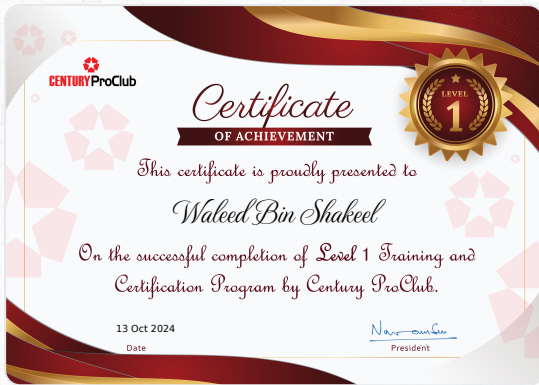 CENTURY ProClub
Certificate
OF ACHIEVEMENT
LEVEL
1
This certificate is proudly presented to
Waleed Bin Shakeel
On the successful completion of Level 1 Training and
Certification Program by Century ProClub.
13 Oct 2024
Date
President